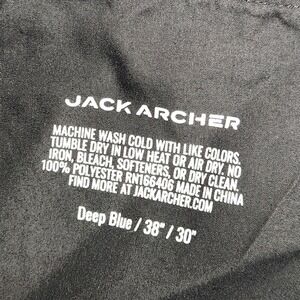 JACK ARCHER
MACHINE WASH COLD WITH LIKE COLORS.
TUMBLE DRY IN LOW HEAT OR AIR DRY. NO
IRON, BLEACH, SOFTENERS, OR DRY CLEAN.
100% POLYESTER RN166406 MADE IN CHINA
FIND MORE AT JACKARCHER.COM
Deep Blue / 38" / 30"